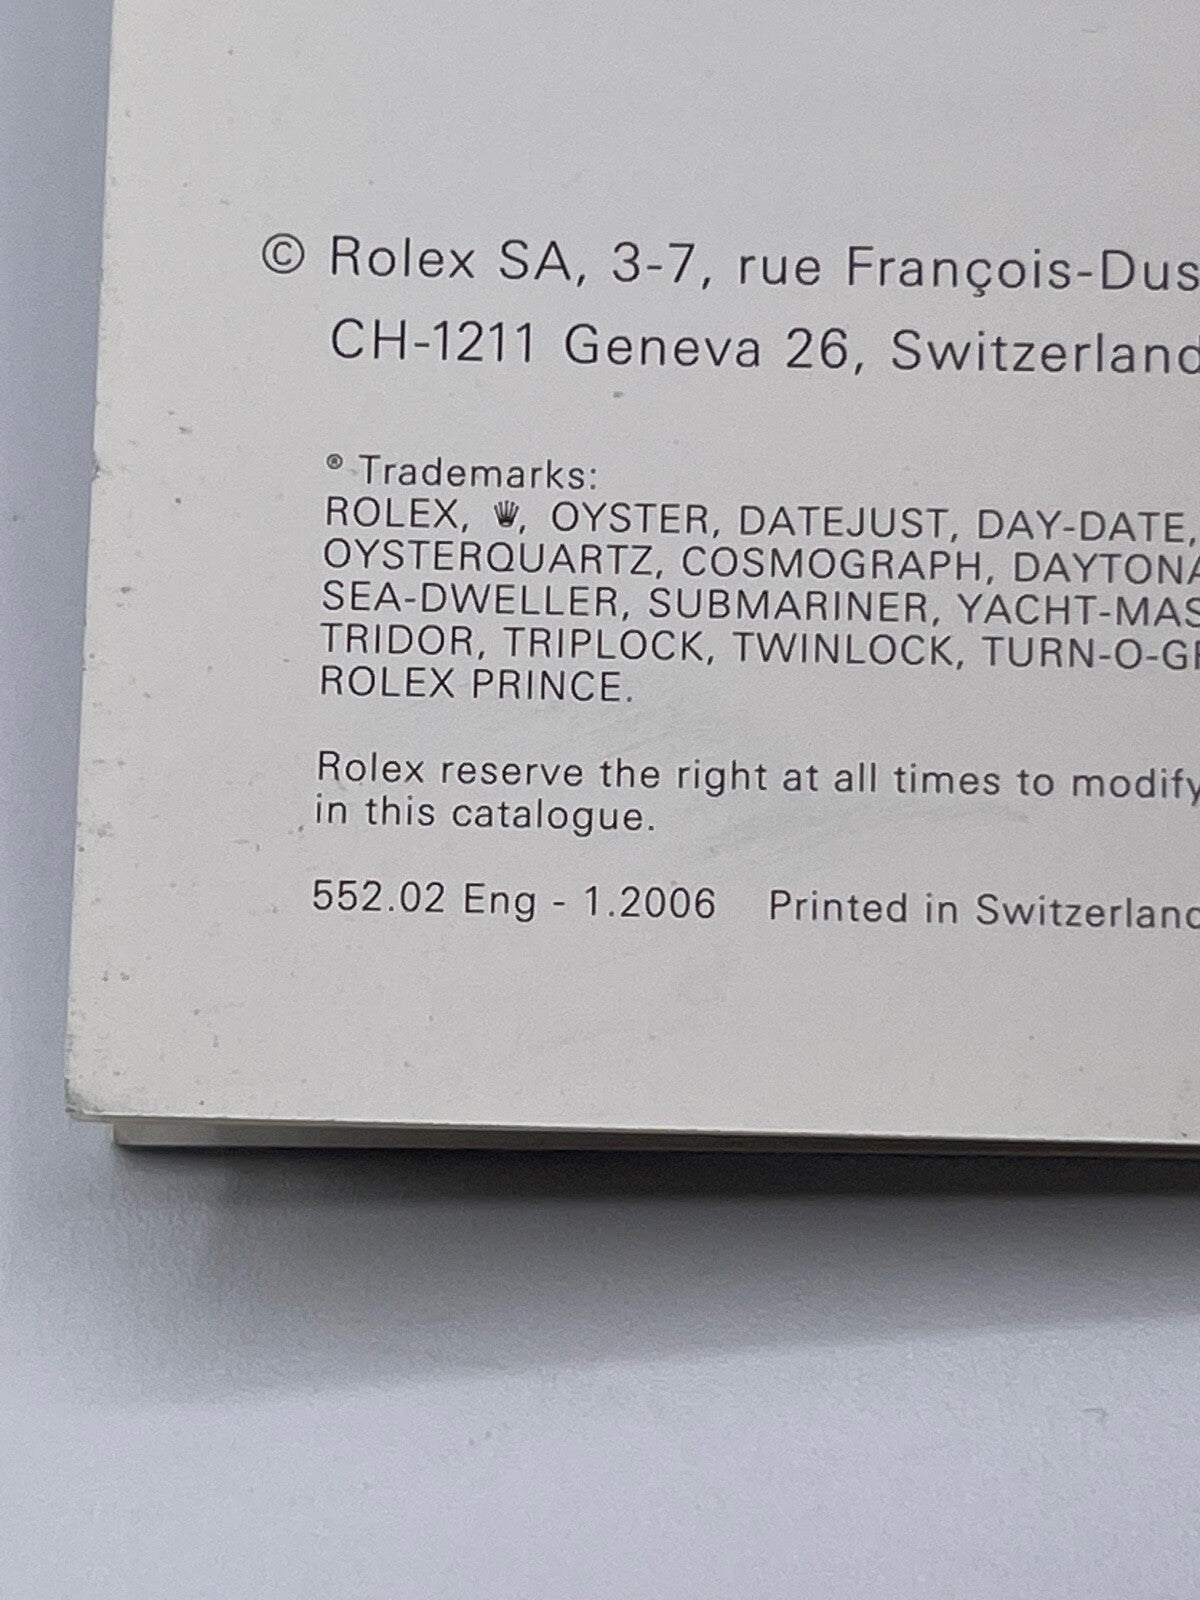 © Rolex SA, 3-7, rue François-Dus
CH-1211 Geneva 26, Switzerland
® Trademarks:
ROLEX, , OYSTER, DATEJUST, DAY-DATE,
OYSTERQUARTZ, COSMOGRAPH, DAYTONA
SEA-DWELLER, SUBMARINER, YACHT-MAS
TRIDOR, TRIPLOCK, TWINLOCK, TURN-O-GR
ROLEX PRINCE.
Rolex reserve the right at all times to modify
in this catalogue.
552.02 Eng - 1.2006 Printed in Switzerland